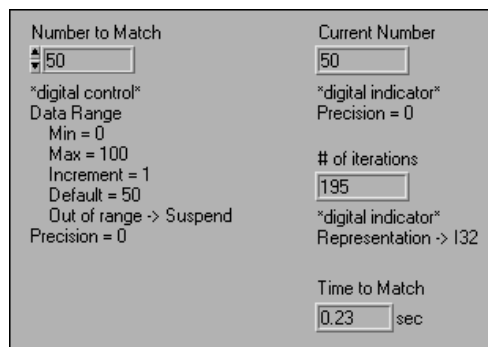 Number to Match
50
*digital control*
Data Range
Min = 0
Max = 100
Increment = 1
Default = 50
Out of range -> Suspend
Precision = 0
Current Number
50
*digital indicator*
Precision = 0
# of iterations
195
*digital indicator*
Representation -> I32
Time to Match
0.23 sec